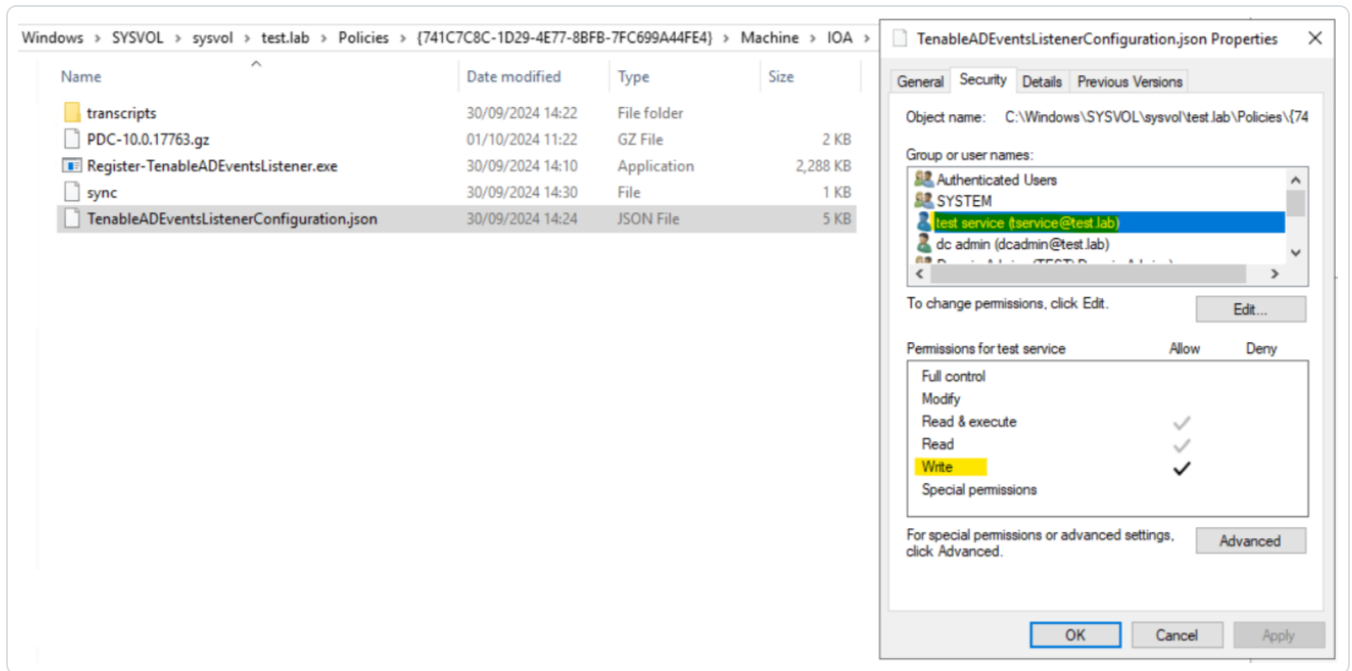 Windows > SYSVOL > sysvol > test.lab > Policies > {741C7C8C-1D29-4E77-8BFB-7FC699A44FE4} > Machine > IOA >
Name Date modified Type Size
transcripts 30/09/2024 14:22 File folder
PDC-10.0.17763.gz 01/10/2024 11:22 GZ File 2 KB
Register-TenableADEventsListener.exe 30/09/2024 14:10 Application 2,288 KB
sync 30/09/2024 14:30 File 1 KB
TenableADEventsListenerConfiguration.json 30/09/2024 14:24 JSON File 5 KB
TenableADEventsListenerConfiguration.json Properties
General Security Details Previous Versions
Object name: C:\Windows\SYSVOL\sysvol\test.lab\Policies\{74
Group or user names:
Authenticated Users
SYSTEM
test service (tservice@test.lab)
dc admin (dcadmin@test.lab)
To change permissions, click Edit.
Edit...
Permissions for test service Allow Deny
Full control
Modify
Read & execute
Read
Write
Special permissions
For special permissions or advanced settings,
click Advanced.
Advanced
OK Cancel Apply